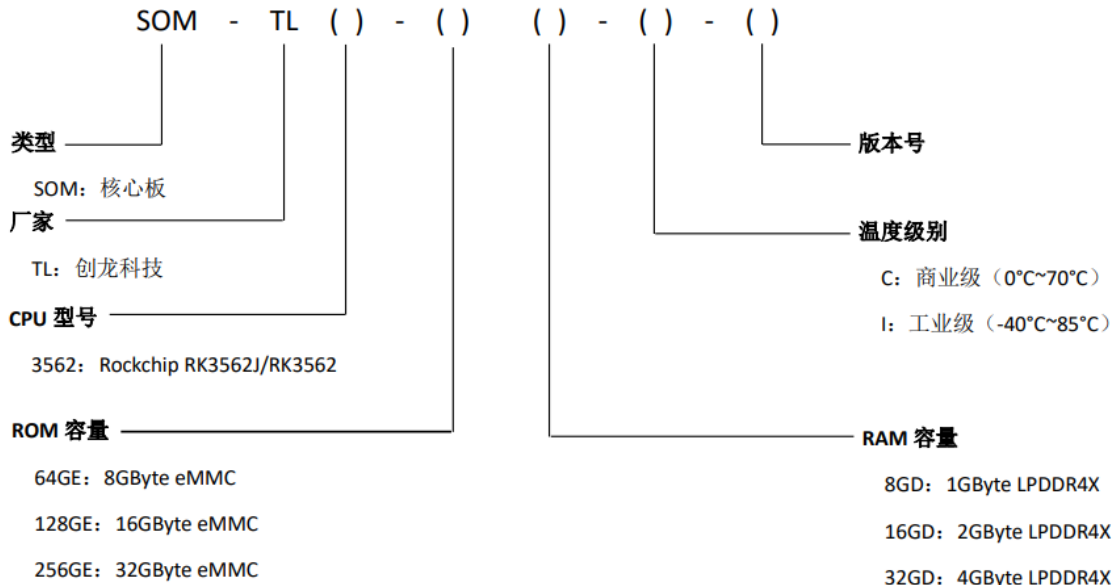 SOM - TL ( ) - ( ) ( ) - ( ) - ( )
类型
SOM：核心板
厂家
TL：创龙科技
CPU 型号
3562：Rockchip RK3562J/RK3562
ROM 容量
64GE：8GByte eMMC
128GE：16GByte eMMC
256GE：32GByte eMMC
版本号
温度级别
C：商业级（0°C~70°C）
I：工业级（-40°C~85°C）
RAM 容量
8GD：1GByte LPDDR4X
16GD：2GByte LPDDR4X
32GD：4GByte LPDDR4X